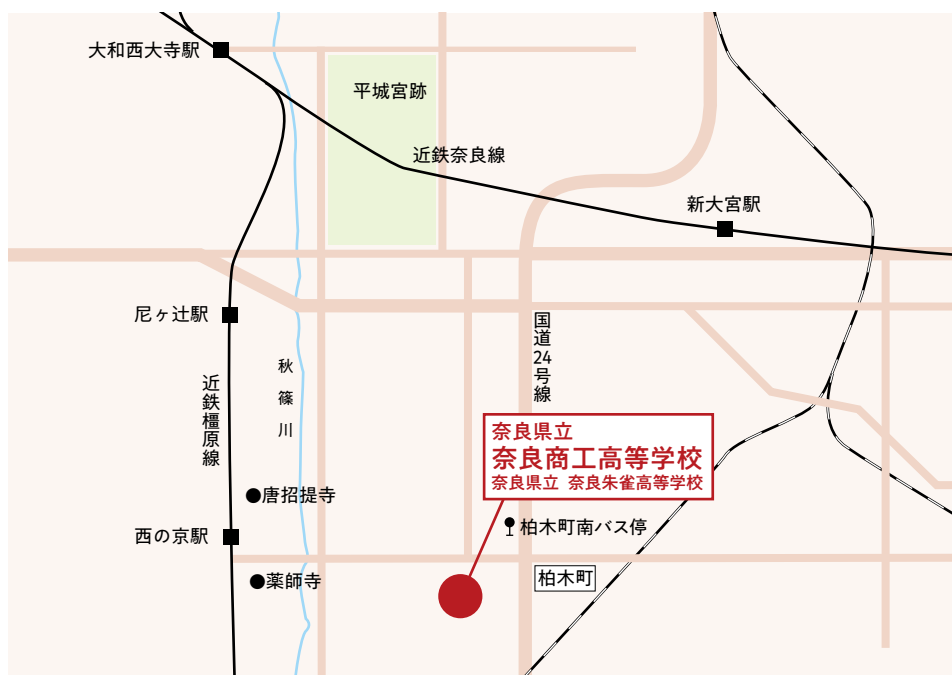 大和西大寺駅
平城宮跡
近鉄奈良線
新大宮駅
尼ヶ辻駅
国道24号線
秋篠川
近鉄橿原線
奈良県立
奈良商工高等学校
奈良県立 奈良朱雀高等学校
唐招提寺
西の京駅
柏木町南バス停
薬師寺
柏木町